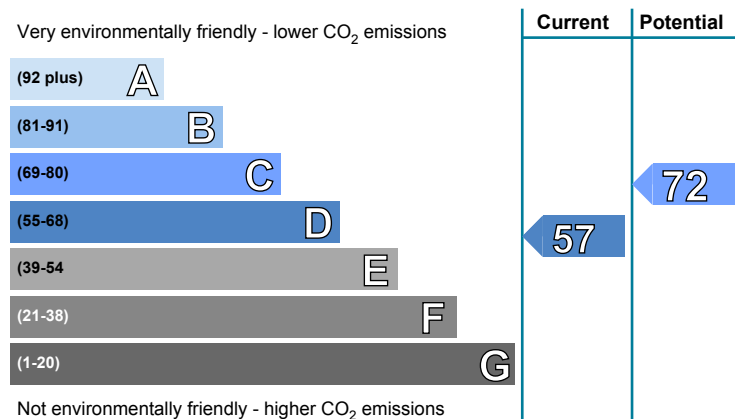 Current Potential
Very environmentally friendly - lower CO₂ emissions
(92 plus) A
(81-91) B
(69-80) C
72
(55-68) D
57
(39-54 E
(21-38) F
(1-20) G
Not environmentally friendly - higher CO₂ emissions